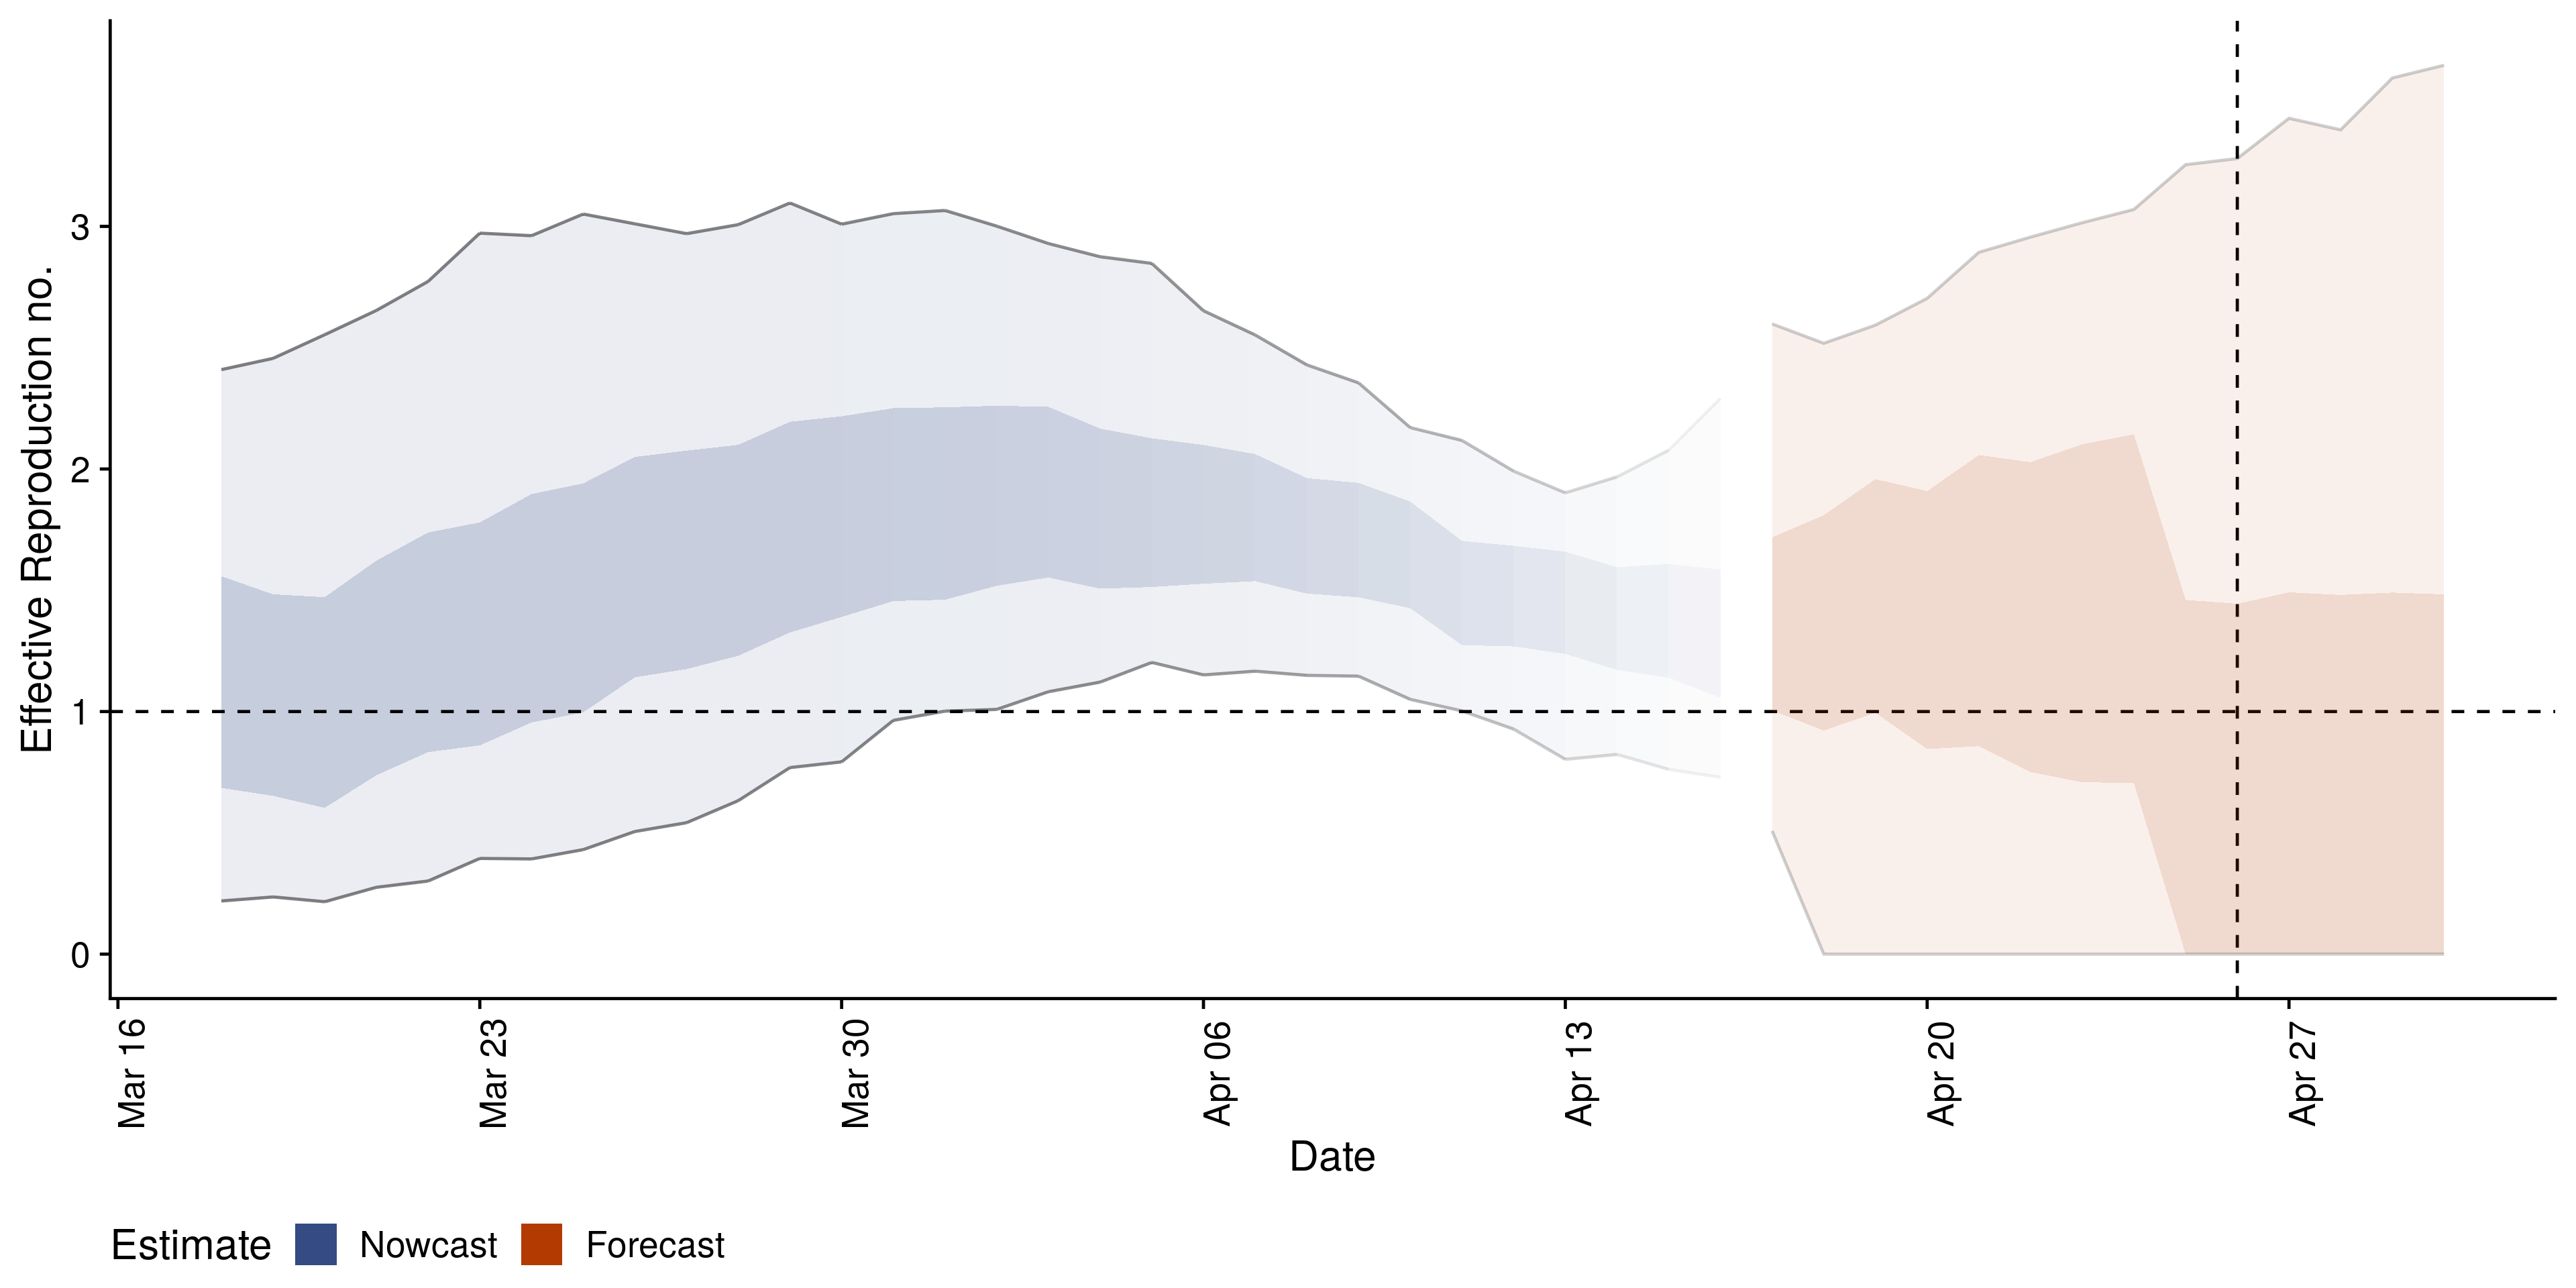 Effective Reproduction no.
3
2
1
0
Mar 16
Mar 23
Mar 30
Apr 06
Apr 13
Apr 20
Apr 27
Date
Estimate Nowcast Forecast